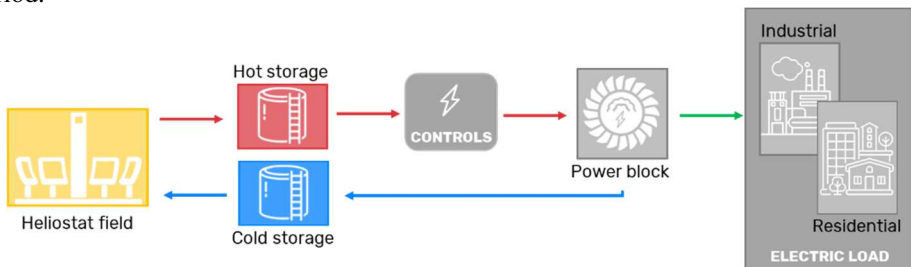 Industrial
Hot storage
CONTROLS
Power block
Heliostat field
Cold storage
Residential
ELECTRIC LOAD